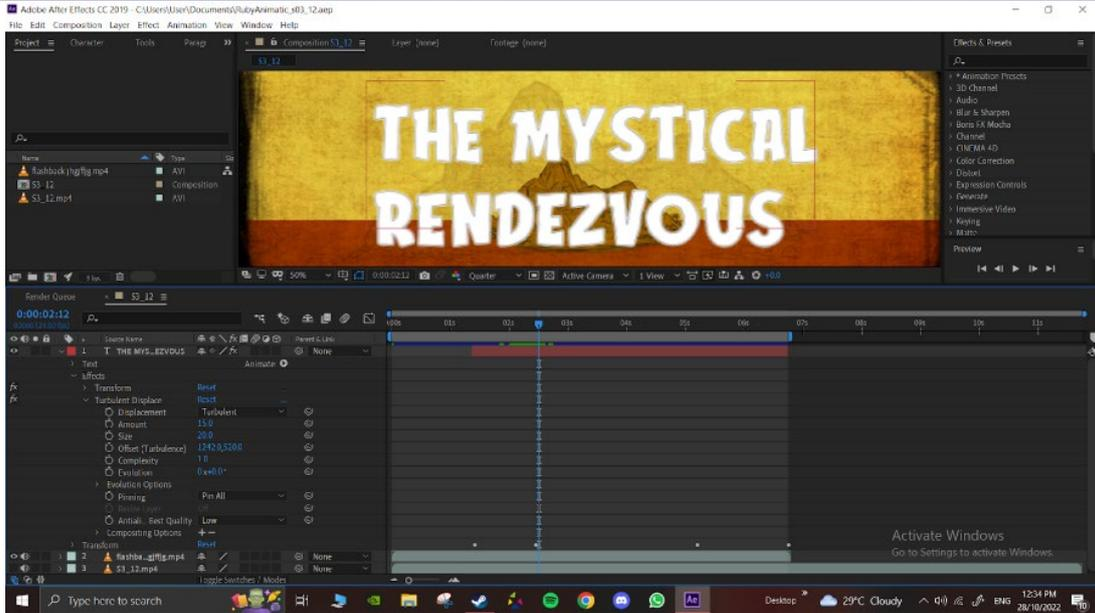 Adobe After Effects CC 2019 - C:\Users\User\Documents\RubyAnimatic_s03_12.aep
File Edit Composition Layer Effect Animation View Window Help
Project Character Tools Paragr Composition S3_12 Layer (none) Footage (none) Effects & Presets
S3_12
THE MYSTICAL
RENDEZVOUS
* Animation Presets
3D Channel
Audio
Blur & Sharpen
Boris FX Mocha
Channel
CINEMA 4D
Color Correction
Distort
Expression Controls
Generate
Immersive Video
Keying
Matte
Name Type
AVI
S3_12 Composition
S3_12.mp4 AVI
Preview
50% 0:00:02:12 Quarter Active Camera 1 View +0.0
Render Queue S3_12
0:00:02:12
01s 02s 03s 04s 05s 06s 07s 08s 09s 10s 11s
Source Name Parent & Link
1 T THE MYS...EZVOUS None
Text Animate
Effects
Transform Reset
Turbulent Displace Reset
Displacement Turbulent
Amount 15.0
Size 20.0
Offset (Turbulence) 1242.0,520.0
Complexity 1.0
Evolution 0x+0.0°
Evolution Options
Pinning Pin All
Resize Layer Off
Antiali.. Best Quality Low
Compositing Options + –
Transform Reset
2 flashba...gjffjg.mp4 None
3 S3_12.mp4 None
Toggle Switches / Modes
Activate Windows
Go to Settings to activate Windows.
Type here to search
Desktop 29°C Cloudy ENG 12:34 PM
28/10/2022